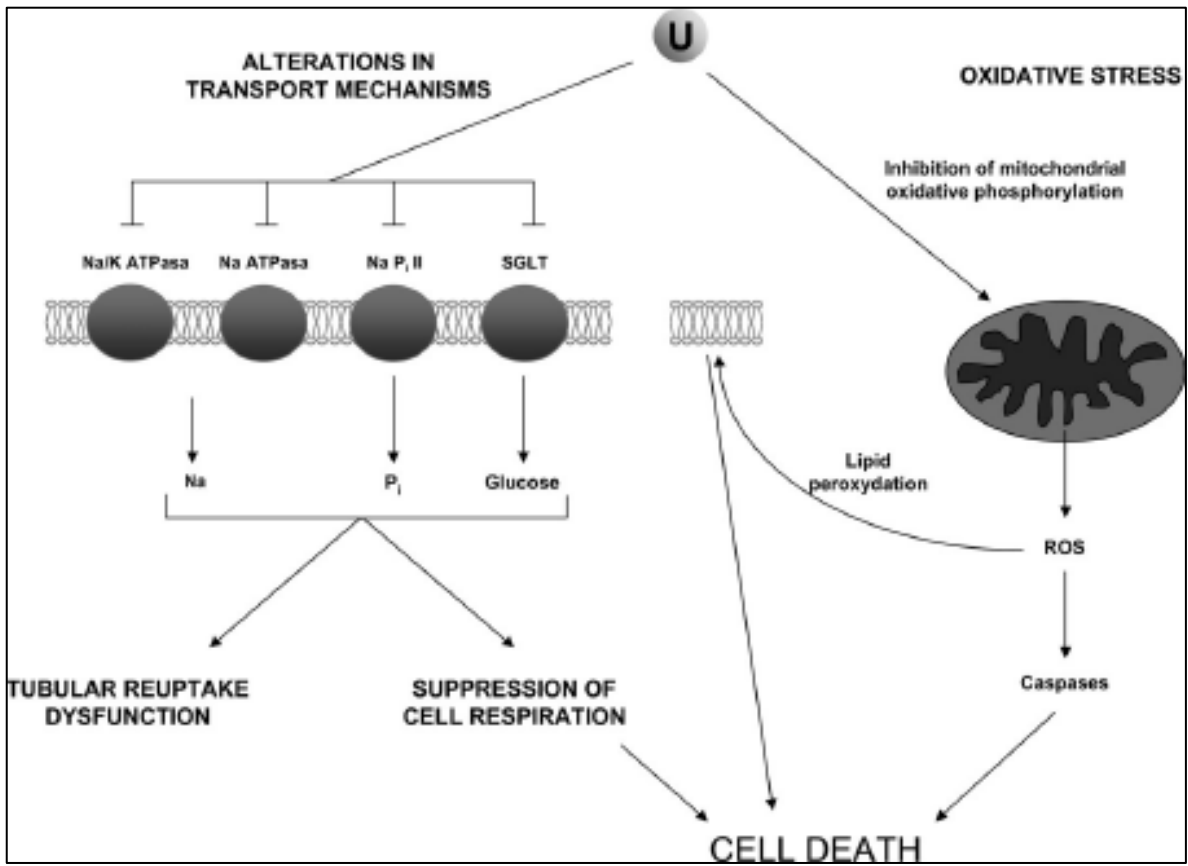 U
ALTERATIONS IN
TRANSPORT MECHANISMS
OXIDATIVE STRESS
Inhibition of mitochondrial
oxidative phosphorylation
Na/K ATPasa
Na ATPasa
Na Pᵢ II
SGLT
Na
Pᵢ
Glucose
Lipid
peroxydation
ROS
Caspases
TUBULAR REUPTAKE
DYSFUNCTION
SUPPRESSION OF
CELL RESPIRATION
CELL DEATH